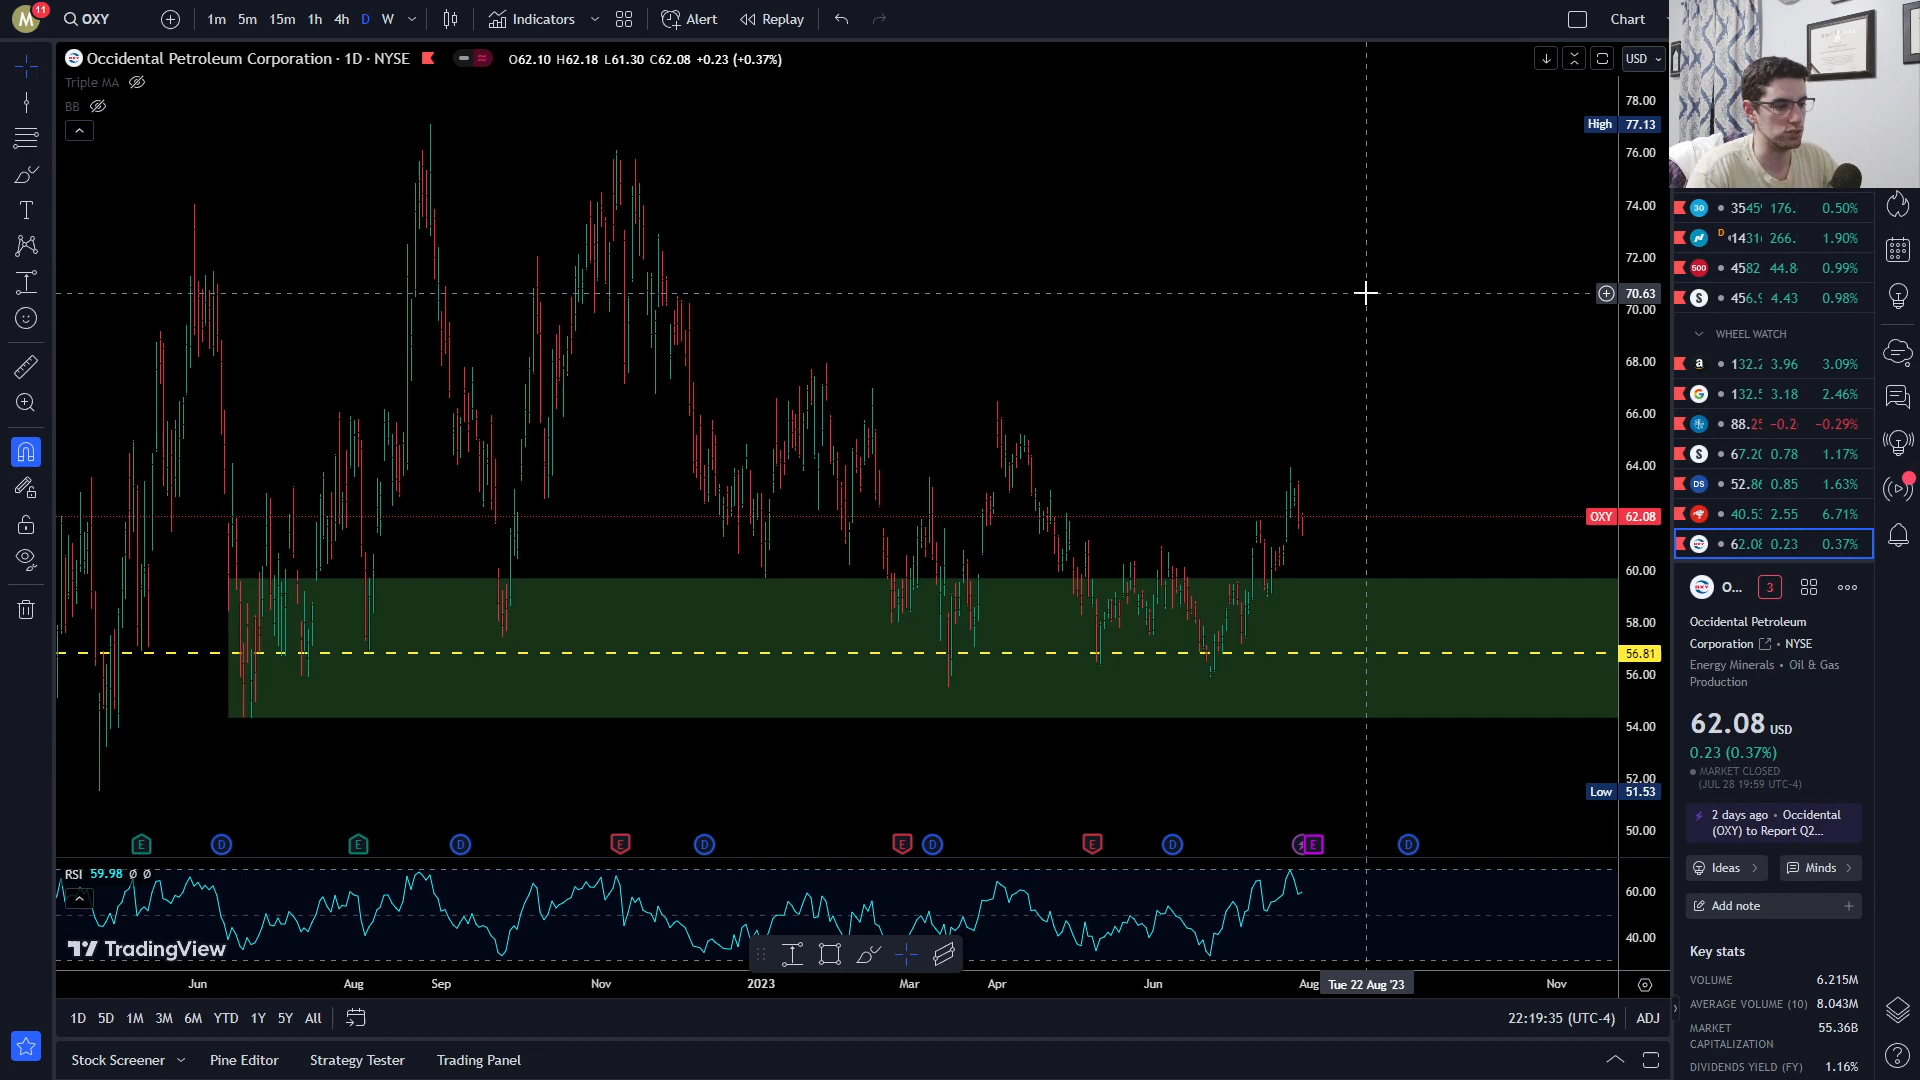 M 11 OXY 1m 5m 15m 1h 4h D W Indicators Alert Replay Chart
Occidental Petroleum Corporation · 1D · NYSE O62.10 H62.18 L61.30 C62.08 +0.23 (+0.37%) USD
Triple MA
BB
78.00
High 77.13
76.00
74.00
72.00
70.63
70.00
68.00
66.00
64.00
OXY 62.08
60.00
58.00
56.81
56.00
54.00
52.00
Low 51.53
50.00
E D E D E D E D E D E D
RSI 59.98 ø ø
60.00
40.00
TradingView
Jun Aug Sep Nov 2023 Mar Apr Jun Aug Tue 22 Aug '23 Nov
1D 5D 1M 3M 6M YTD 1Y 5Y All 22:19:35 (UTC-4) ADJ
Stock Screener Pine Editor Strategy Tester Trading Panel
30 176. 0.50%
D 266. 1.90%
500 4582 44.8 0.99%
S 456.9 4.43 0.98%
WHEEL WATCH
a 132.2 3.96 3.09%
G 132.5 3.18 2.46%
88.25 −0.2 −0.29%
S 67.20 0.78 1.17%
DS 52.86 0.85 1.63%
40.53 2.55 6.71%
OXY 62.08 0.23 0.37%
OXY O... 3
Occidental Petroleum
Corporation • NYSE
Energy Minerals • Oil & Gas
Production
62.08 USD
0.23 (0.37%)
MARKET CLOSED
(JUL 28 19:59 UTC-4)
2 days ago • Occidental
(OXY) to Report Q2...
Ideas Minds
Add note
Key stats
VOLUME 6.215M
AVERAGE VOLUME (10) 8.043M
MARKET 55.36B
CAPITALIZATION
DIVIDENDS YIELD (FY) 1.16%